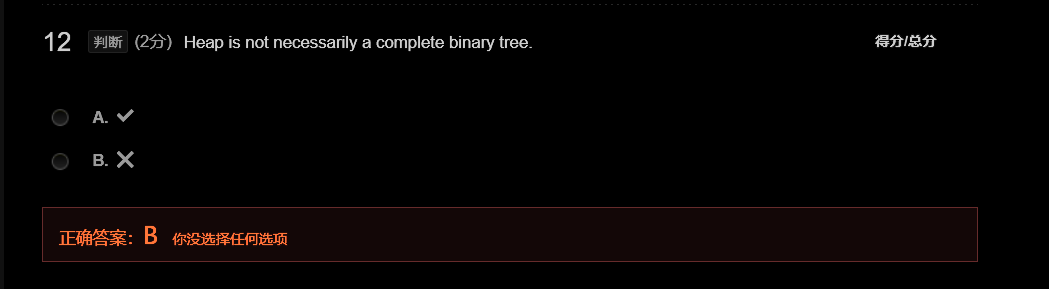 12 判断 (2分) Heap is not necessarily a complete binary tree. 得分/总分
A. ✔
B. ✖
正确答案：B 你没选择任何选项